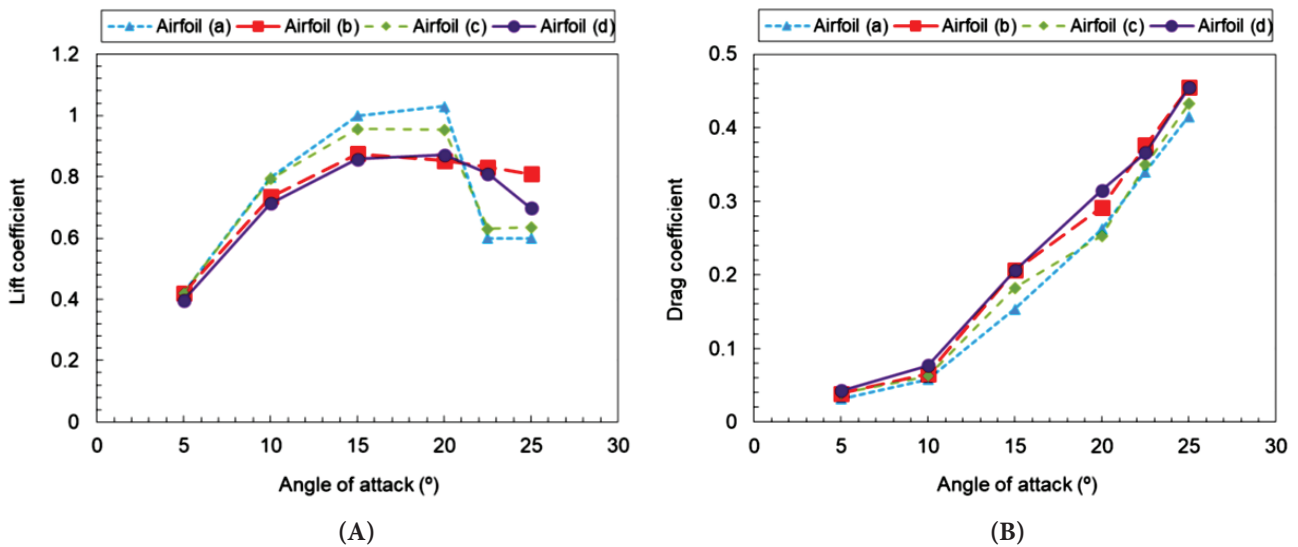 Airfoil (a) Airfoil (b) Airfoil (c) Airfoil (d)
1.2
1
0.8
0.6
0.4
0.2
0
0 5 10 15 20 25 30
Lift coefficient
Angle of attack (º)
(A)
Airfoil (a) Airfoil (b) Airfoil (c) Airfoil (d)
0.5
0.4
0.3
0.2
0.1
0
0 5 10 15 20 25 30
Drag coefficient
Angle of attack (º)
(B)